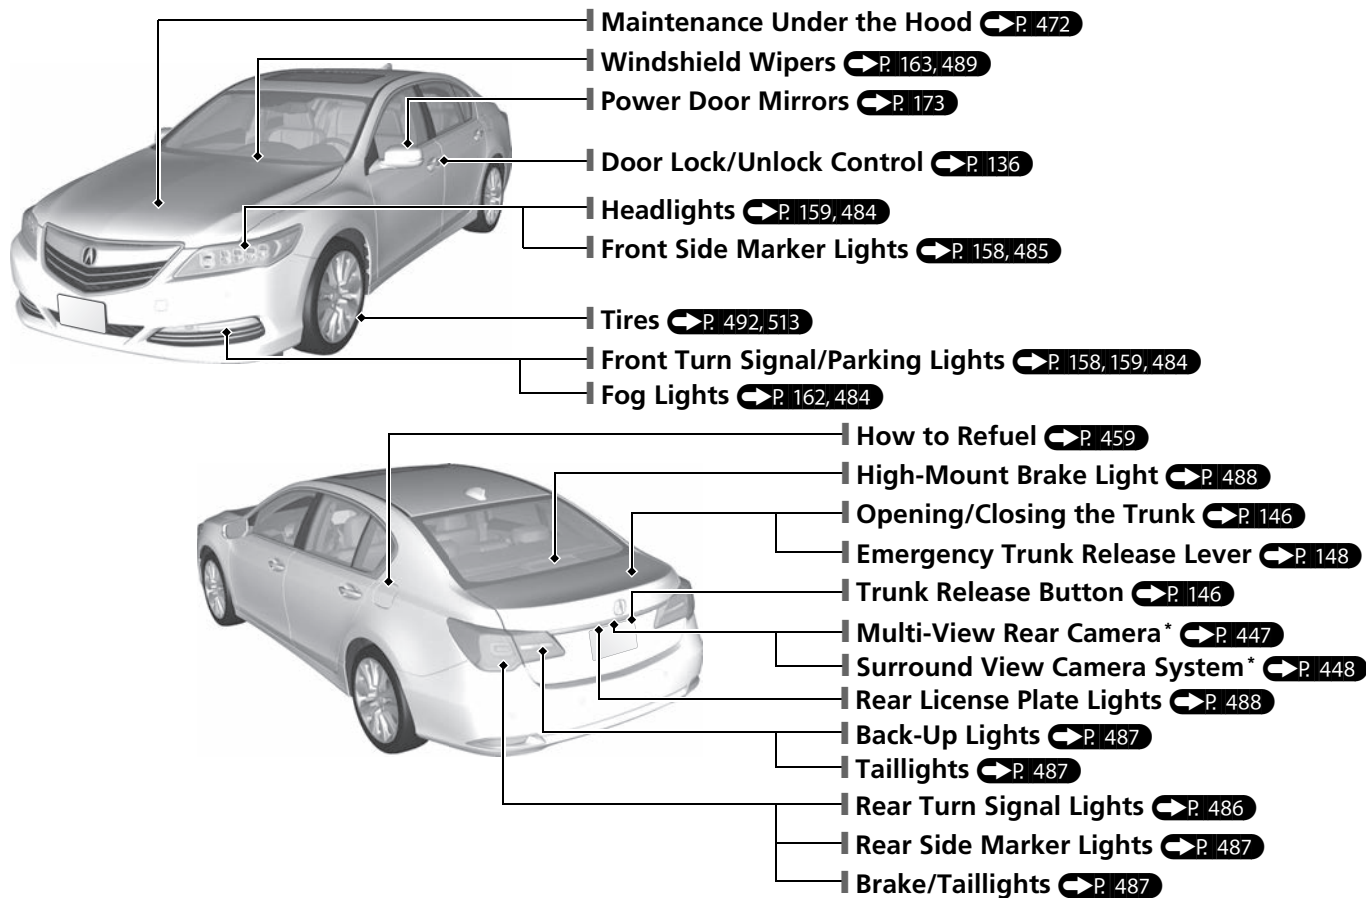 Maintenance Under the Hood P. 472
Windshield Wipers P. 163, 489
Power Door Mirrors P. 173
Door Lock/Unlock Control P. 136
Headlights P. 159, 484
Front Side Marker Lights P. 158, 485
Tires P. 492, 513
Front Turn Signal/Parking Lights P. 158, 159, 484
Fog Lights P. 162, 484
How to Refuel P. 459
High-Mount Brake Light P. 488
Opening/Closing the Trunk P. 146
Emergency Trunk Release Lever P. 148
Trunk Release Button P. 146
Multi-View Rear Camera* P. 447
Surround View Camera System* P. 448
Rear License Plate Lights P. 488
Back-Up Lights P. 487
Taillights P. 487
Rear Turn Signal Lights P. 486
Rear Side Marker Lights P. 487
Brake/Taillights P. 487